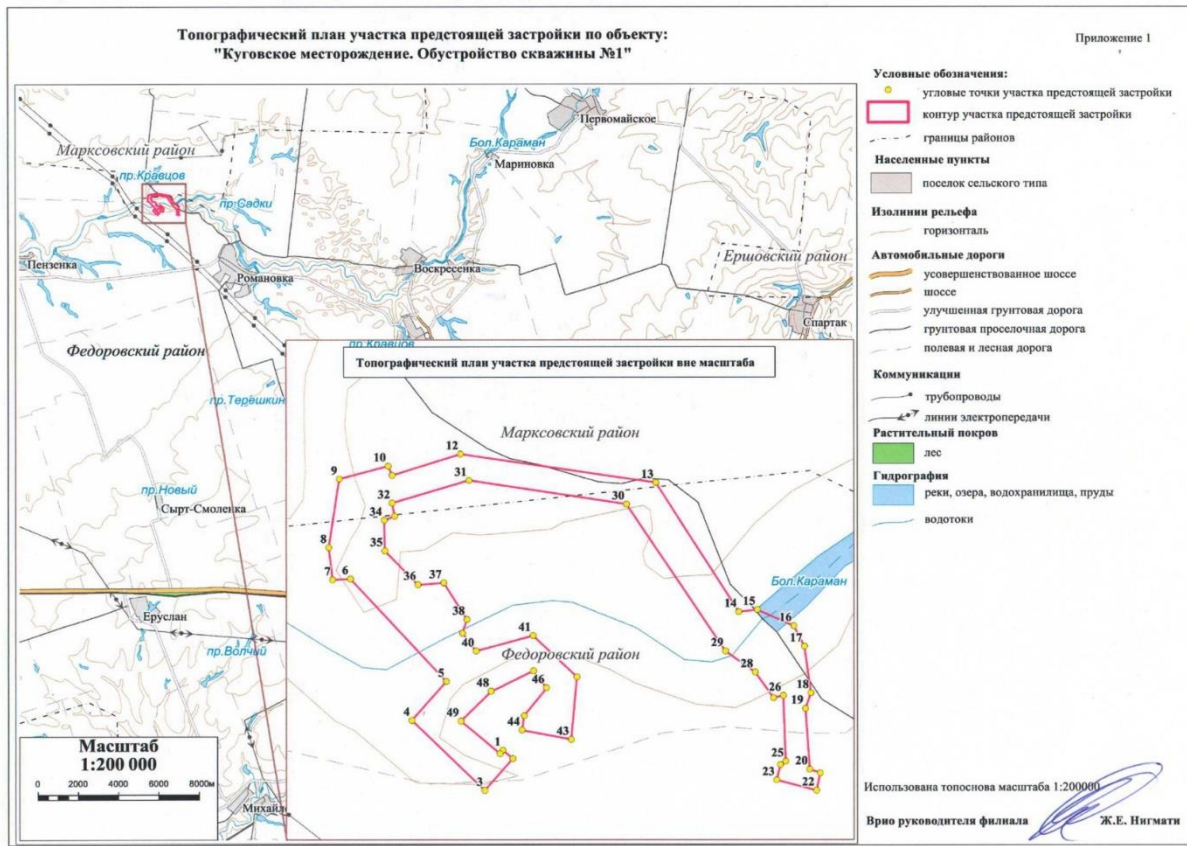 Топографический план участка предстоящей застройки по объекту:
"Куговское месторождение. Обустройство скважины №1"
Приложение 1
Условные обозначения:
угловые точки участка предстоящей застройки
контур участка предстоящей застройки
границы районов
Населенные пункты
поселок сельского типа
Изолинии рельефа
горизонталь
Автомобильные дороги
усовершенствованное шоссе
шоссе
улучшенная грунтовая дорога
грунтовая проселочная дорога
полевая и лесная дорога
Коммуникации
трубопроводы
линии электропередачи
Растительный покров
лес
Гидрография
реки, озера, водохранилища, пруды
водотоки
Первомайское
Марксовский район
Бол.Караман
Мариновка
пр.Кравцов
пр.Садки
Пензенка
Романовка
Воскресенка
Ершовский район
Спартак
пр.Кравцов
Федоровский район
пр.Терешкин
пр.Новый
Сырт-Смоленка
Еруслан
пр.Волчий
Топографический план участка предстоящей застройки вне масштаба
Марксовский район
12
10
9
31
13
32
30
34
35
8
7
6
36
37
Бол.Караман
14
15
16
38
41
40
17
29
Федоровский район
28
5
48
46
26
18
19
4
49
44
43
1
25
20
23
22
3
Масштаб
1:200 000
0
2000
4000
6000
8000м
Михайл
Использована топоснова масштаба 1:200000
Врио руководителя филиала
Ж.Е. Нигмати